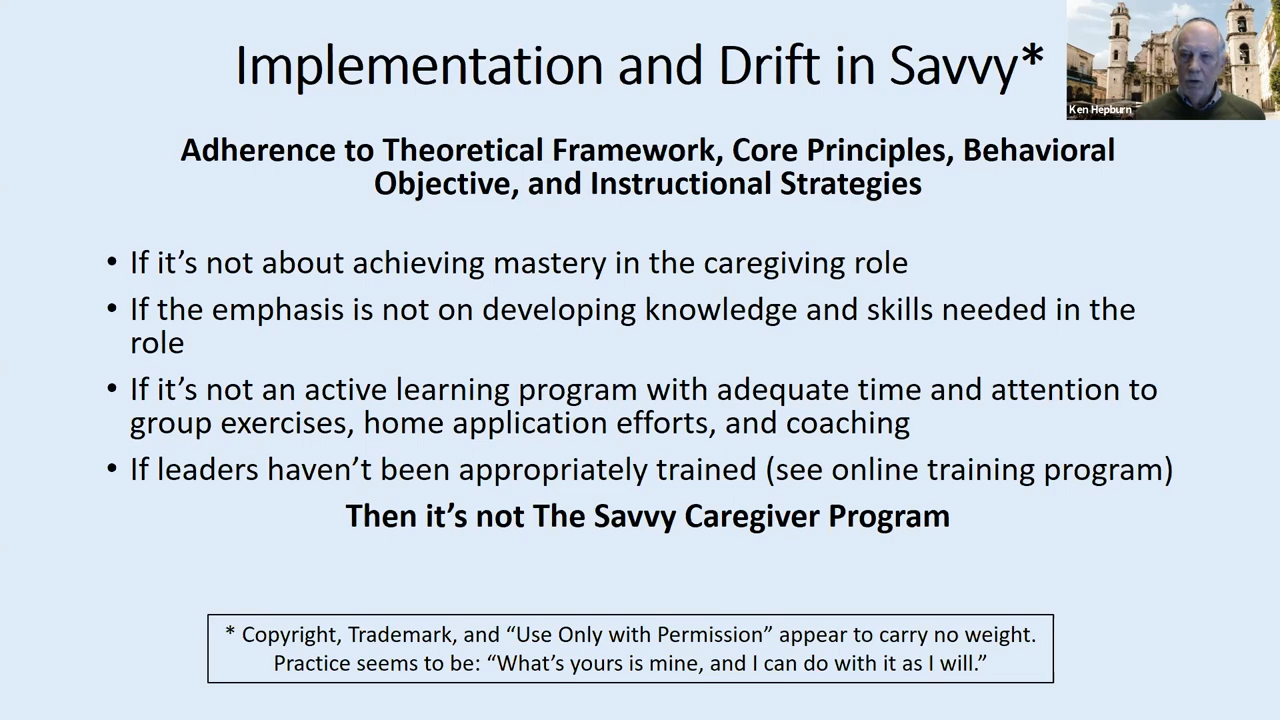 Implementation and Drift in Savvy*
Ken Hepburn
Adherence to Theoretical Framework, Core Principles, Behavioral
Objective, and Instructional Strategies
• If it’s not about achieving mastery in the caregiving role
• If the emphasis is not on developing knowledge and skills needed in the
role
• If it’s not an active learning program with adequate time and attention to
group exercises, home application efforts, and coaching
• If leaders haven’t been appropriately trained (see online training program)
Then it’s not The Savvy Caregiver Program
* Copyright, Trademark, and “Use Only with Permission” appear to carry no weight.
Practice seems to be: “What’s yours is mine, and I can do with it as I will.”